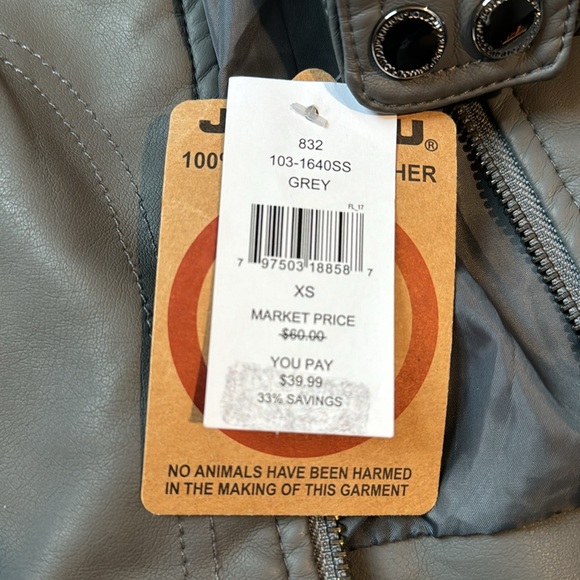 832
103-1640SS
GREY
FL_17
7 97503 18858 7
XS
MARKET PRICE
$60.00
YOU PAY
$39.99
33% SAVINGS
100%
®
NO ANIMALS HAVE BEEN HARMED
IN THE MAKING OF THIS GARMENT